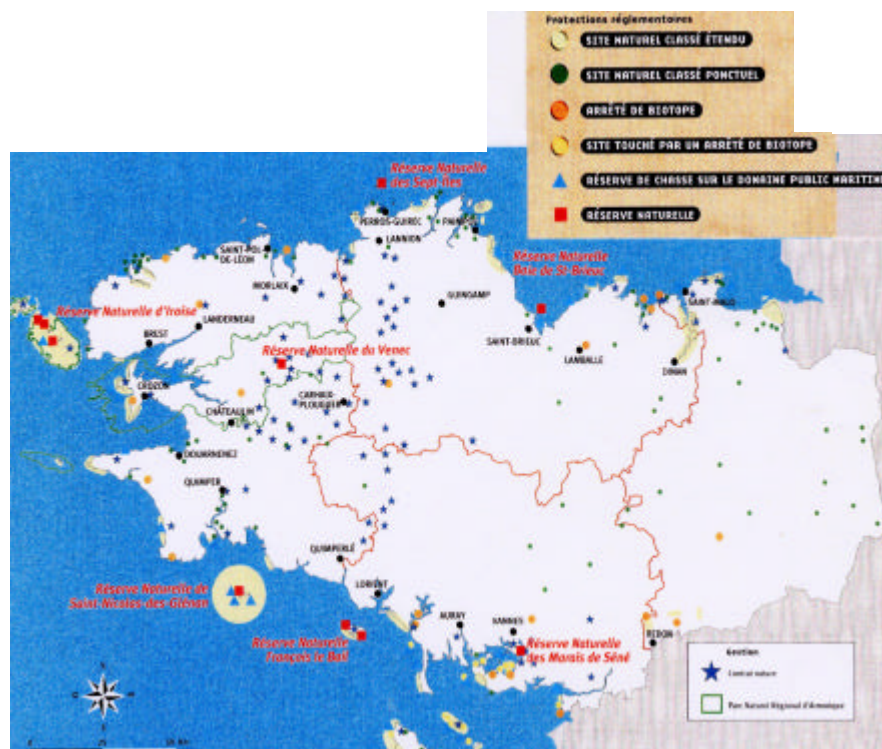 Protections réglementaires
SITE NATUREL CLASSÉ ÉTENDU
SITE NATUREL CLASSÉ PONCTUEL
ARRÊTÉ DE BIOTOPE
SITE TOUCHÉ PAR UN ARRÊTÉ DE BIOTOPE
RÉSERVE DE CHASSE SUR LE DOMAINE PUBLIC MARITIME
RÉSERVE NATURELLE
Réserve Naturelle
des Sept-Îles
PERROS-GUIREC
LANNION
SAINT-POL-
DE-LÉON
MORLAIX
GUINGAMP
Réserve Naturelle
Baie de St-Brieuc
SAINT-MALO
Réserve Naturelle d'Iroise
LANDERNEAU
BREST
SAINT-BRIEUC
LAMBALLE
DINAN
Réserve Naturelle du Venec
CROZON
CARHAIX-
PLOUGUER
CHÂTEAULIN
DOUARNENEZ
QUIMPER
QUIMPERLÉ
LORIENT
Réserve Naturelle de
Saint-Nicolas-des-Glénan
AURAY
VANNES
REDON
Réserve Naturelle
François le Bail
Réserve Naturelle
des Marais de Séné
Gestion
Contrat nature
Parc Naturel Régional d'Armorique